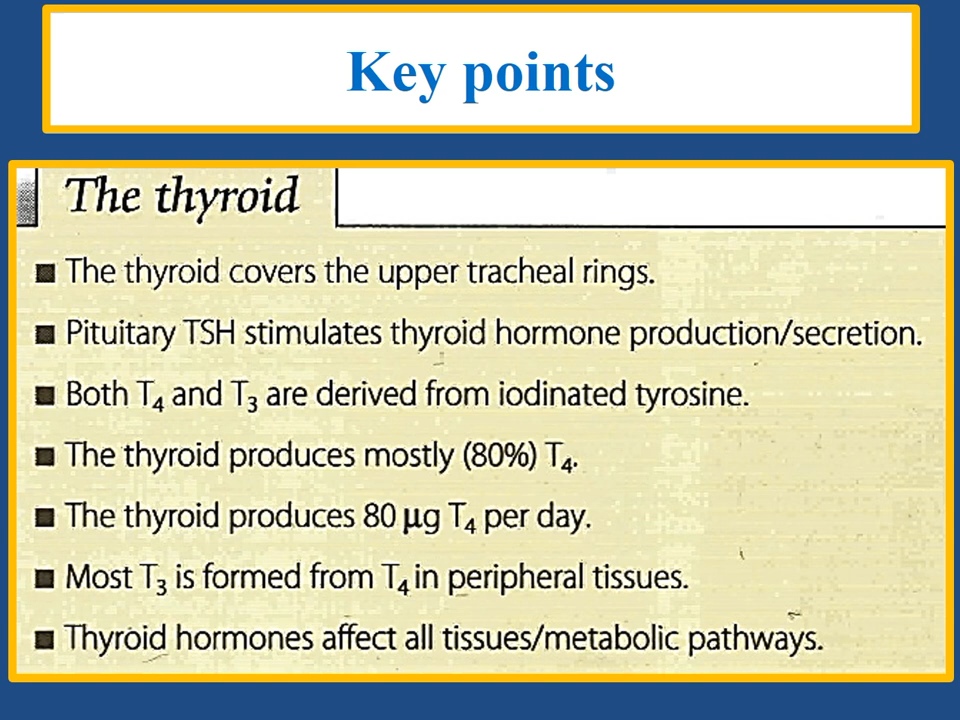 Key points
The thyroid
■ The thyroid covers the upper tracheal rings.
■ Pituitary TSH stimulates thyroid hormone production/secretion.
■ Both T₄ and T₃ are derived from iodinated tyrosine.
■ The thyroid produces mostly (80%) T₄.
■ The thyroid produces 80 µg T₄ per day.
■ Most T₃ is formed from T₄ in peripheral tissues.
■ Thyroid hormones affect all tissues/metabolic pathways.